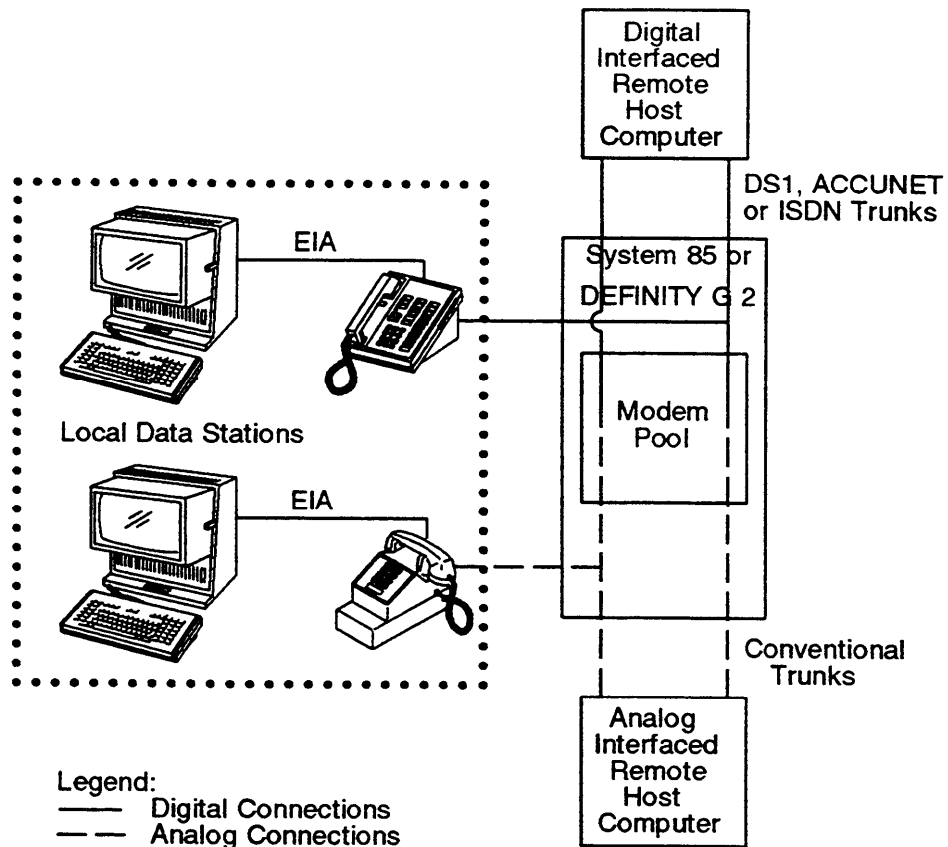 Digital
Interfaced
Remote
Host
Computer
DS1, ACCUNET
or ISDN Trunks
EIA
System 85 or
DEFINITY G 2
Modem
Pool
Local Data Stations
EIA
Conventional
Trunks
Analog
Interfaced
Remote
Host
Computer
Legend:
Digital Connections
Analog Connections